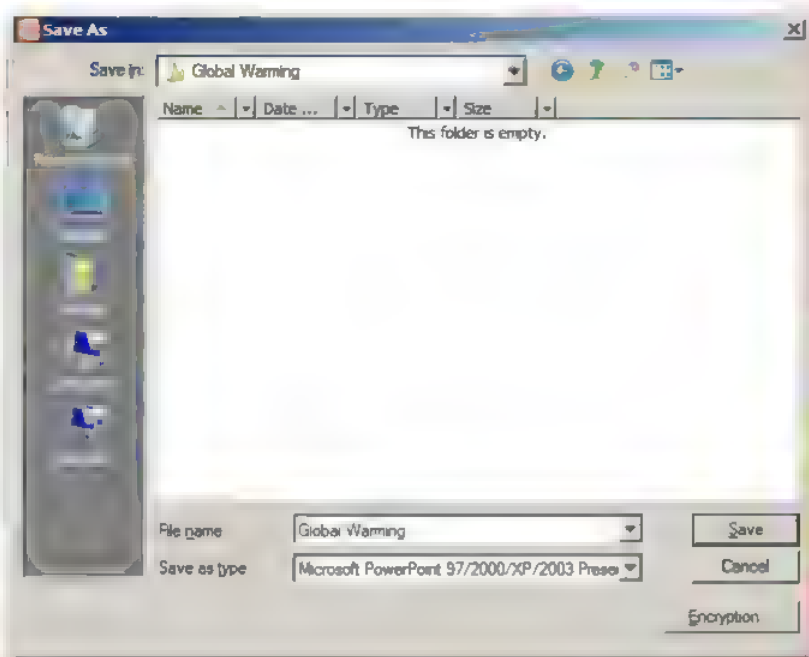 Save As
Save in: Global Warming
Name Date ... Type Size
This folder is empty.
File name Global Warming Save
Save as type Microsoft PowerPoint 97/2000/XP/2003 Presei Cancel
Encryption